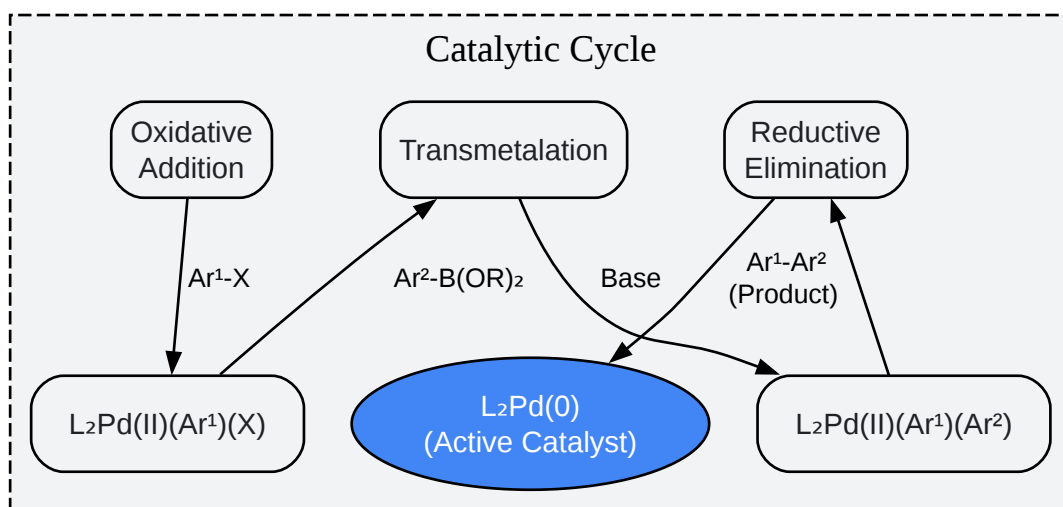 Catalytic Cycle
Oxidative
Addition
Transmetalation
Reductive
Elimination
Ar¹-X
Ar²-B(OR)₂
Base
Ar¹-Ar²
(Product)
L₂Pd(II)(Ar¹)(X)
L₂Pd(0)
(Active Catalyst)
L₂Pd(II)(Ar¹)(Ar²)